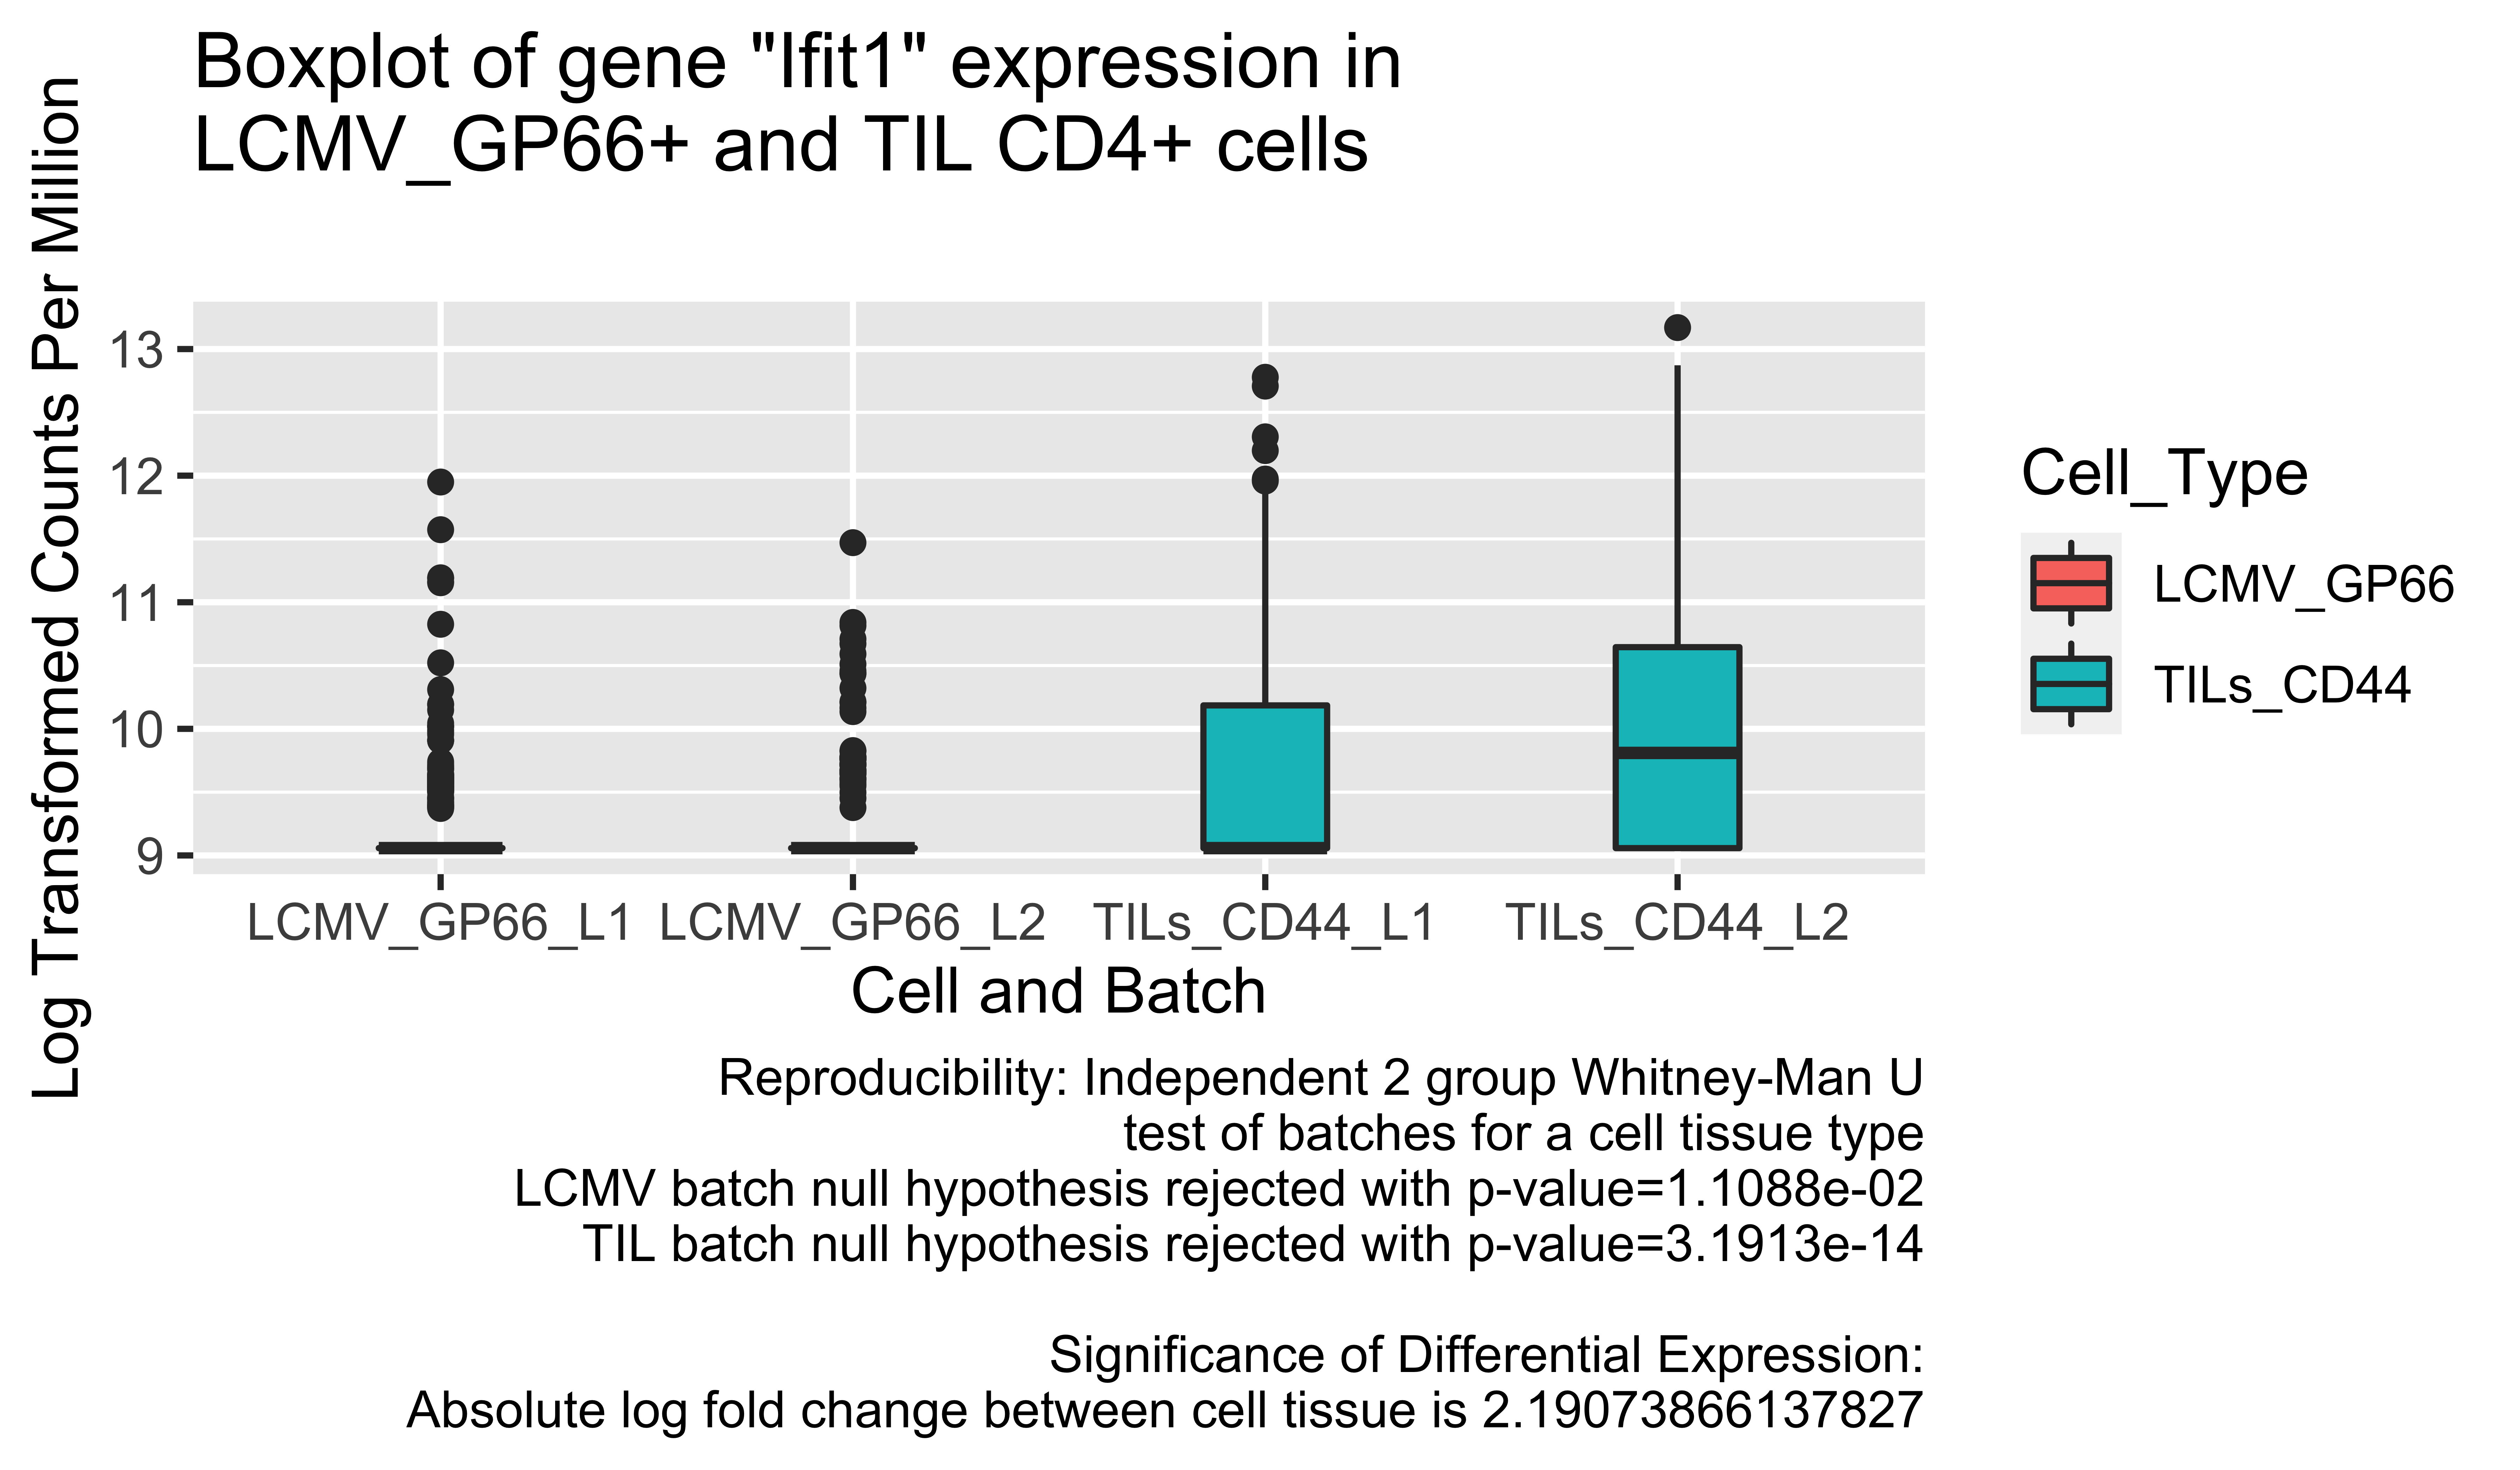 Boxplot of gene "Ifit1" expression in
LCMV_GP66+ and TIL CD4+ cells
Log Transformed Counts Per Million
13
12
11
10
9
LCMV_GP66_L1
LCMV_GP66_L2
TILs_CD44_L1
TILs_CD44_L2
Cell and Batch
Cell_Type
LCMV_GP66
TILs_CD44
Reproducibility: Independent 2 group Whitney-Man U
test of batches for a cell tissue type
LCMV batch null hypothesis rejected with p-value=1.1088e-02
TIL batch null hypothesis rejected with p-value=3.1913e-14
Significance of Differential Expression:
Absolute log fold change between cell tissue is 2.19073866137827